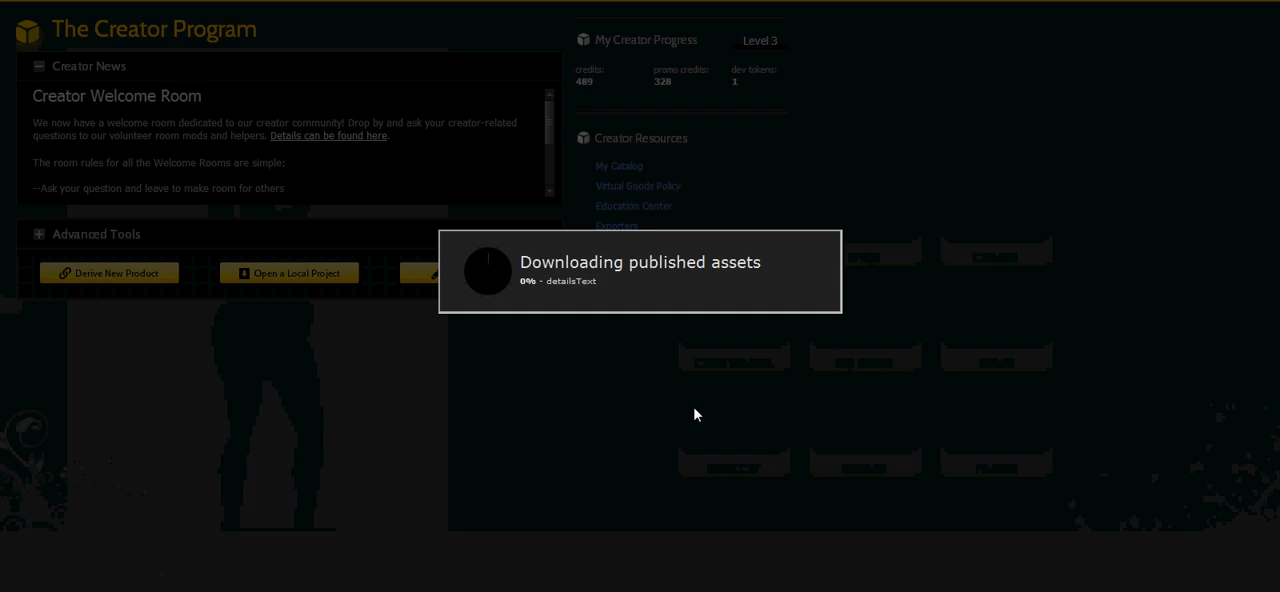 The Creator Program
Creator News
Creator Welcome Room
We now have a welcome room dedicated to our creator community! Drop by and ask your creator-related
questions to our volunteer room mods and helpers. Details can be found here.
The room rules for all the Welcome Rooms are simple:
--Ask your question and leave to make room for others
Advanced Tools
Derive New Product
Open a Local Project
My Creator Progress
Level 3
credits:
promo credits:
dev tokens:
489
328
1
Creator Resources
My Catalog
Virtual Goods Policy
Education Center
Exporters
Downloading published assets
0% - detailsText